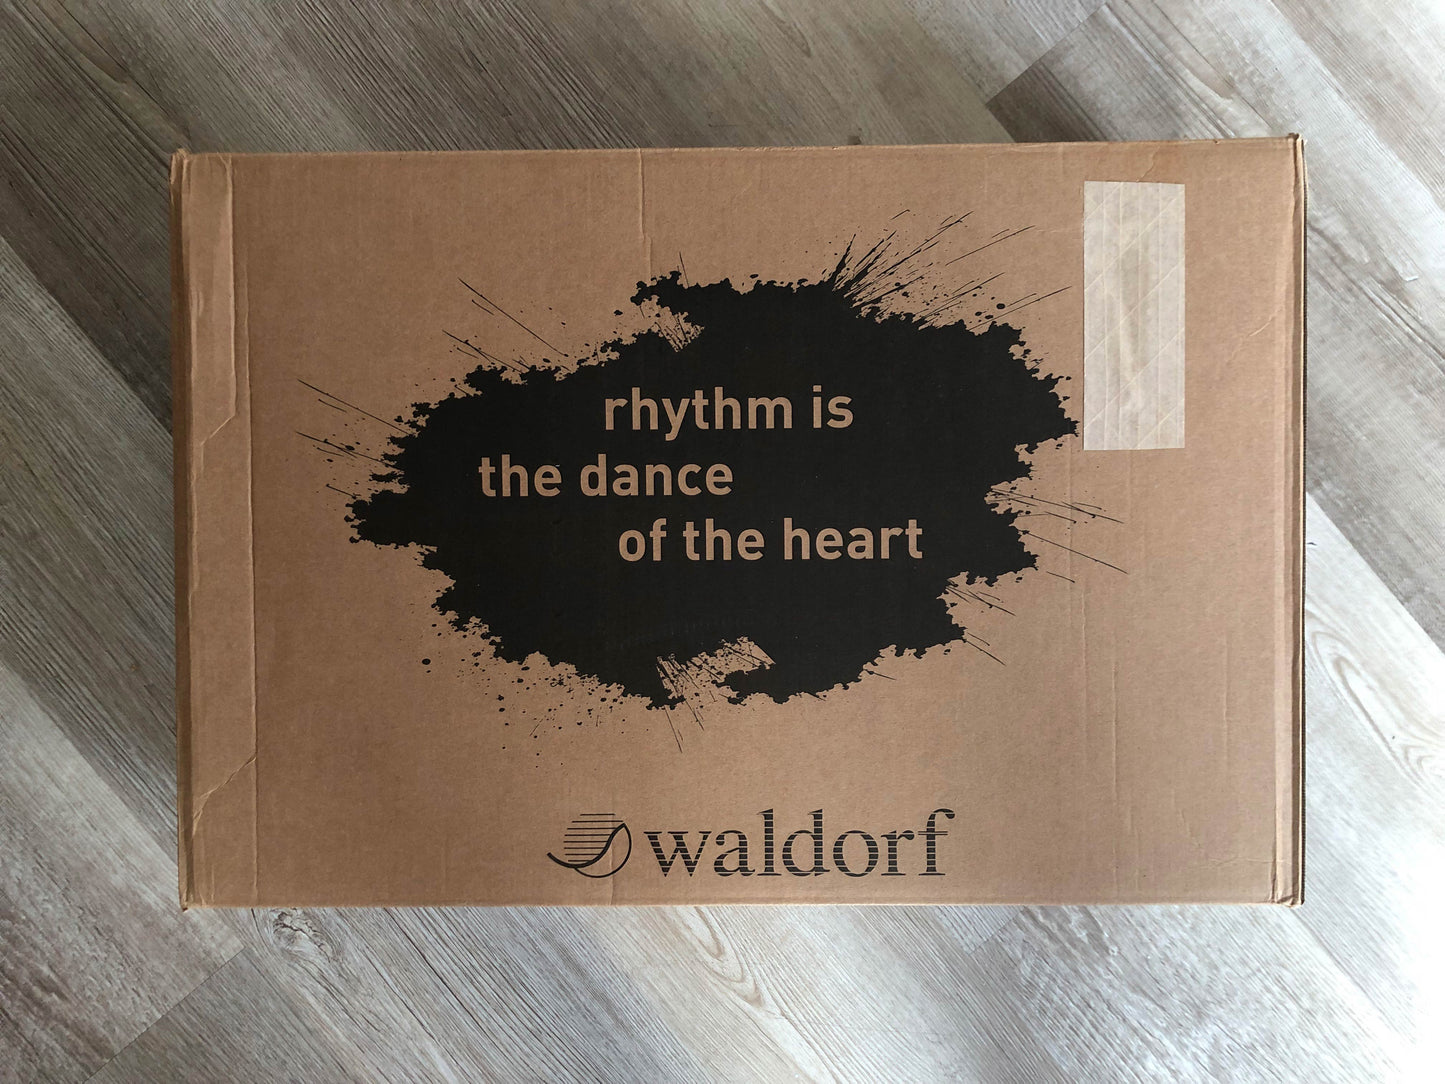 rhythm is
the dance
of the heart
waldorf